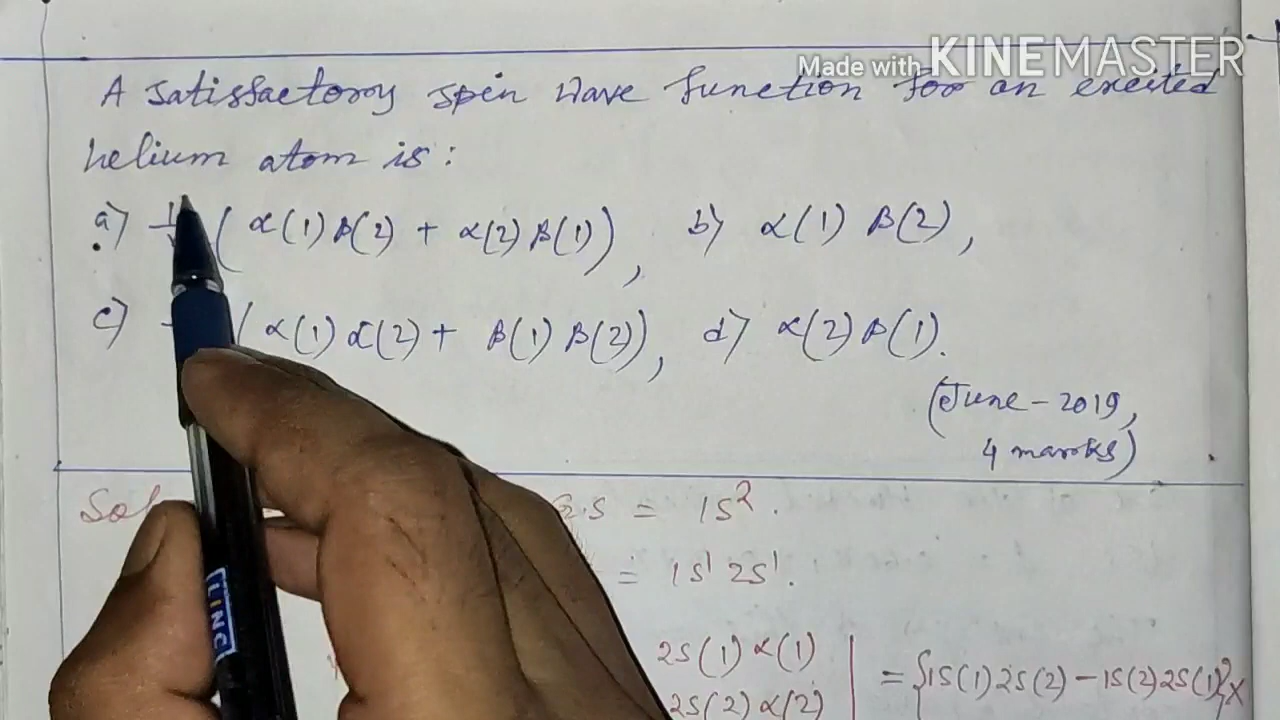 Made with KINEMASTER
A satisfactory spin wave function for an excited
helium atom is :
a) 1 ( α(1) β(2) + α(2) β(1) ), b) α(1) β(2),
c) ( α(1) α(2) + β(1) β(2) ), d) α(2) β(1).
(June - 2019,
4 marks)
Sol G.S = 1S².
= 1S¹ 2S¹.
2S(1) α(1)
2S(2) α(2) | = {1S(1) 2S(2) - 1S(2) 2S(1)} x
LINC